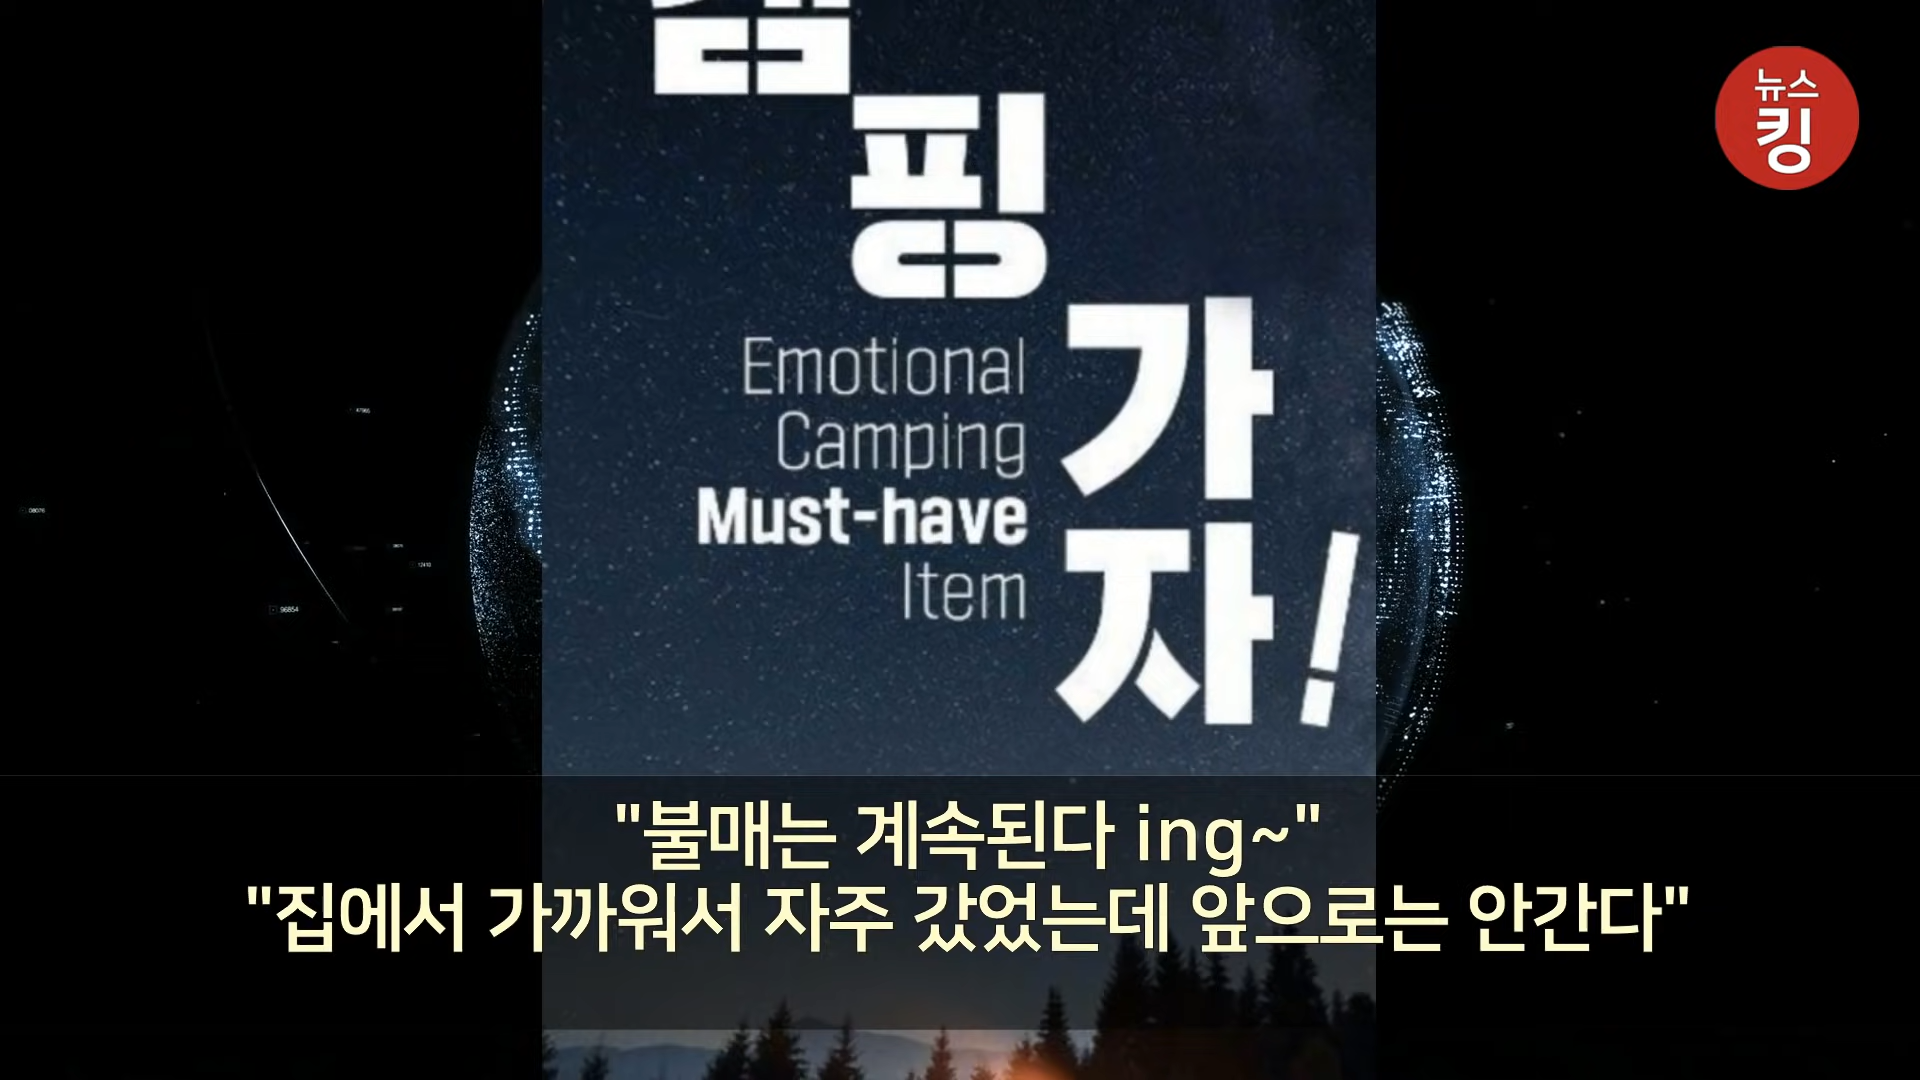 핑
가
자!
Emotional
Camping
Must-have
Item
뉴스
킹
"불매는 계속된다 ing~"
"집에서 가까워서 자주 갔었는데 앞으로는 안간다"
96854